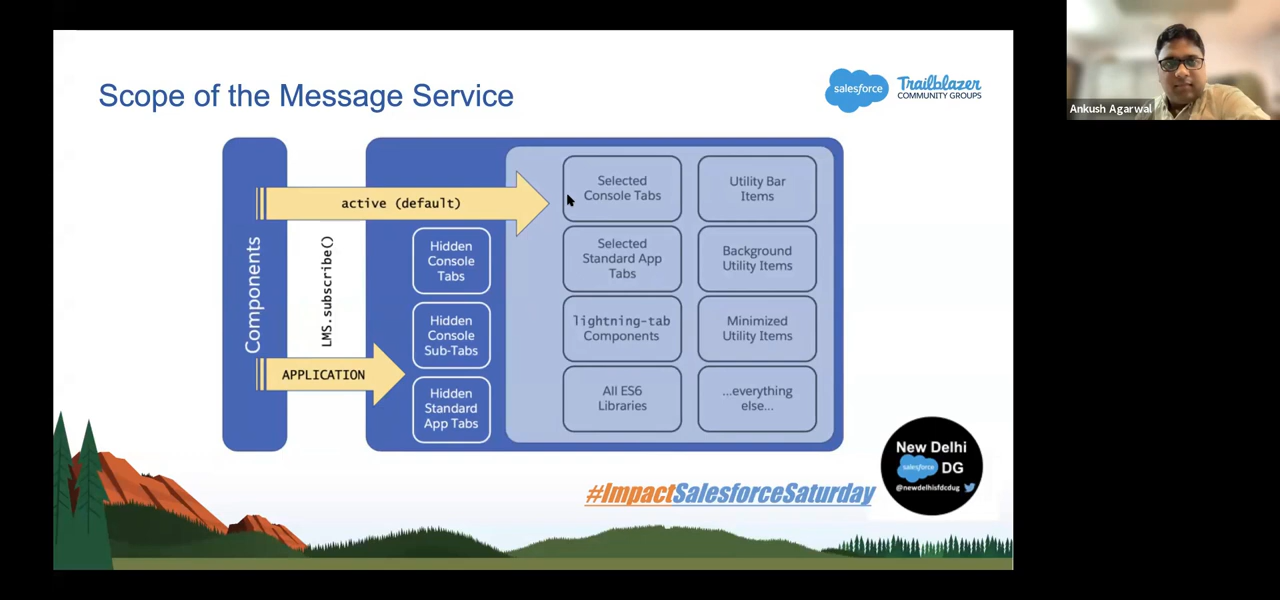 Scope of the Message Service
salesforce
Trailblazer
COMMUNITY GROUPS
Ankush Agarwal
Components
LMS.subscribe()
active (default)
APPLICATION
Hidden
Console
Tabs
Hidden
Console
Sub-Tabs
Hidden
Standard
App Tabs
Selected
Console Tabs
Utility Bar
Items
Selected
Standard App
Tabs
Background
Utility Items
lightning-tab
Components
Minimized
Utility Items
All ES6
Libraries
...everything
else...
#ImpactSalesforceSaturday
New Delhi
salesforce DG
@newdelhisfdcdug